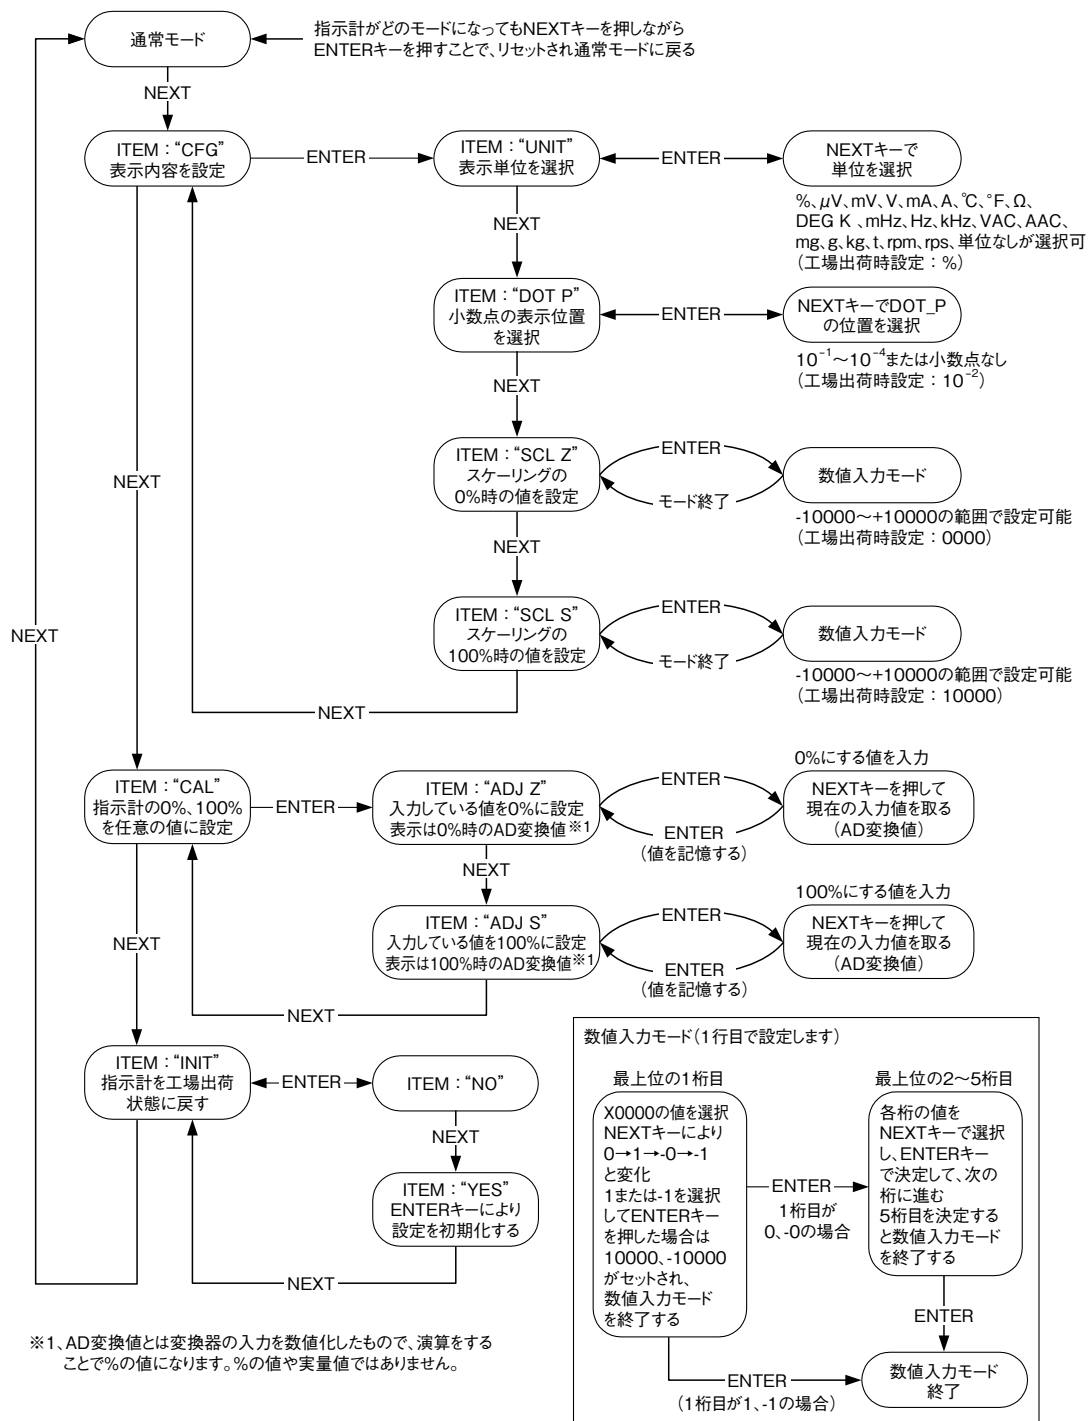 通常モード
指示計がどのモードになってもNEXTキーを押しながら
ENTERキーを押すことで、リセットされ通常モードに戻る
NEXT
ITEM：“CFG”
表示内容を設定
ENTER
ITEM：“UNIT”
表示単位を選択
ENTER
NEXTキーで
単位を選択
%、μV、mV、V、mA、A、℃、°F、Ω、
DEG K 、mHz、Hz、kHz、VAC、AAC、
mg、g、kg、t、rpm、rps、単位なしが選択可
（工場出荷時設定：%）
NEXT
ITEM：“DOT P”
小数点の表示位置
を選択
ENTER
NEXTキーでDOT_P
の位置を選択
10⁻¹～10⁻⁴または小数点なし
（工場出荷時設定：10⁻²）
NEXT
ITEM：“SCL Z”
スケーリングの
0%時の値を設定
ENTER
モード終了
数値入力モード
-10000～+10000の範囲で設定可能
（工場出荷時設定：0000）
NEXT
NEXT
ITEM：“SCL S”
スケーリングの
100%時の値を設定
ENTER
モード終了
数値入力モード
-10000～+10000の範囲で設定可能
（工場出荷時設定：10000）
NEXT
NEXT
ITEM：“CAL”
指示計の0%、100%
を任意の値に設定
ENTER
ITEM：“ADJ Z”
入力している値を0%に設定
表示は0%時のAD変換値※1
ENTER
ENTER
（値を記憶する）
0%にする値を入力
NEXTキーを押して
現在の入力値を取る
（AD変換値）
NEXT
ITEM：“ADJ S”
入力している値を100%に設定
表示は100%時のAD変換値※1
ENTER
ENTER
（値を記憶する）
100%にする値を入力
NEXTキーを押して
現在の入力値を取る
（AD変換値）
NEXT
NEXT
ITEM：“INIT”
指示計を工場出荷
状態に戻す
ENTER
ITEM：“NO”
NEXT
ITEM：“YES”
ENTERキーにより
設定を初期化する
NEXT
数値入力モード（1行目で設定します）
最上位の1桁目
X0000の値を選択
NEXTキーにより
0→1→-0→-1
と変化
1または-1を選択
してENTERキー
を押した場合は
10000、-10000
がセットされ、
数値入力モード
を終了する
ENTER
1桁目が
0、-0の場合
最上位の2～5桁目
各桁の値を
NEXTキーで選択
し、ENTERキー
で決定して、次の
桁に進む
5桁目を決定する
と数値入力モード
を終了する
ENTER
ENTER
（1桁目が1、-1の場合）
数値入力モード
終了
※1、AD変換値とは変換器の入力を数値化したもので、演算をする
ことで%の値になります。%の値や実量値ではありません。